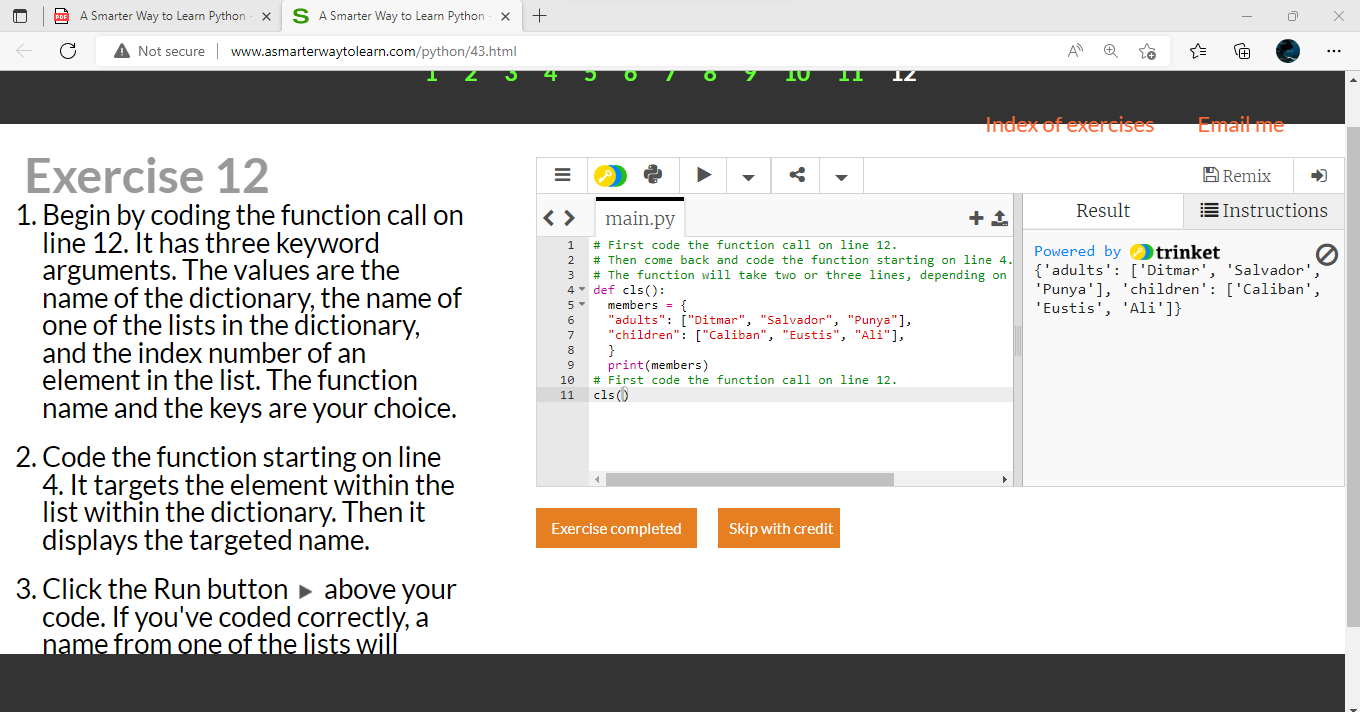 A Smarter Way to Learn Python
A Smarter Way to Learn Python
Not secure
www.asmarterwaytolearn.com/python/43.html
1 2 3 4 5 6 7 8 9 10 11 12
Index of exercises
Email me
Exercise 12
1. Begin by coding the function call on
line 12. It has three keyword
arguments. The values are the
name of the dictionary, the name of
one of the lists in the dictionary,
and the index number of an
element in the list. The function
name and the keys are your choice.
2. Code the function starting on line
4. It targets the element within the
list within the dictionary. Then it
displays the targeted name.
3. Click the Run button above your
code. If you've coded correctly, a
name from one of the lists will
Remix
main.py
1 # First code the function call on line 12.
2 # Then come back and code the function starting on line 4.
3 # The function will take two or three lines, depending on
4 def cls():
5 members = {
6 "adults": ["Ditmar", "Salvador", "Punya"],
7 "children": ["Caliban", "Eustis", "Ali"],
8 }
9 print(members)
10 # First code the function call on line 12.
11 cls()
Result
Instructions
Powered by trinket
{'adults': ['Ditmar', 'Salvador',
'Punya'], 'children': ['Caliban',
'Eustis', 'Ali']}
Exercise completed
Skip with credit